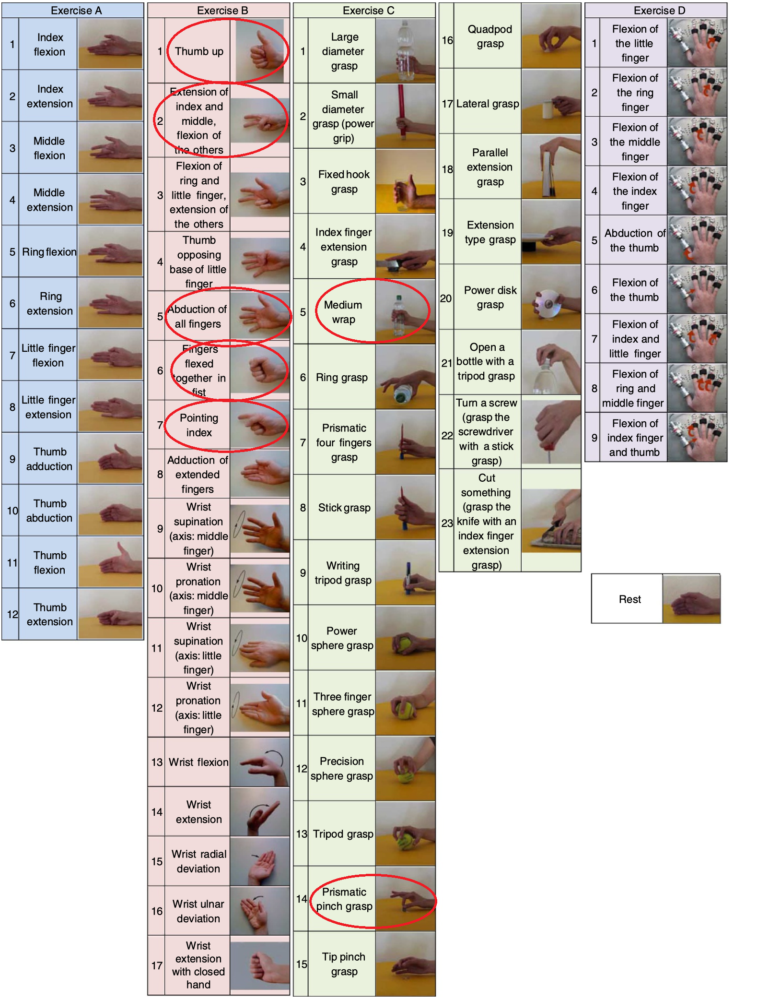 Exercise A
1
Index
flexion
2
Index
extension
3
Middle
flexion
4
Middle
extension
5
Ring flexion
6
Ring
extension
7
Little finger
flexion
8
Little finger
extension
9
Thumb
adduction
10
Thumb
abduction
11
Thumb
flexion
12
Thumb
extension
Exercise B
1
Thumb up
2
Extension of
index and
middle,
flexion of
the others
3
Flexion of
ring and
little finger,
extension of
the others
4
Thumb
opposing
base of little
finger
5
Abduction of
all fingers
6
Fingers
flexed
together in
fist
7
Pointing
index
8
Adduction of
extended
fingers
9
Wrist
supination
(axis: middle
finger)
10
Wrist
pronation
(axis: middle
finger)
11
Wrist
supination
(axis: little
finger)
12
Wrist
pronation
(axis: little
finger)
13
Wrist flexion
14
Wrist
extension
15
Wrist radial
deviation
16
Wrist ulnar
deviation
17
Wrist
extension
with closed
hand
Exercise C
1
Large
diameter
grasp
2
Small
diameter
grasp (power
grip)
3
Fixed hook
grasp
4
Index finger
extension
grasp
5
Medium
wrap
6
Ring grasp
7
Prismatic
four fingers
grasp
8
Stick grasp
9
Writing
tripod grasp
10
Power
sphere grasp
11
Three finger
sphere grasp
12
Precision
sphere grasp
13
Tripod grasp
14
Prismatic
pinch grasp
15
Tip pinch
grasp
16
Quadpod
grasp
17
Lateral grasp
18
Parallel
extension
grasp
19
Extension
type grasp
20
Power disk
grasp
21
Open a
bottle with a
tripod grasp
22
Turn a screw
(grasp the
screwdriver
with a stick
grasp)
23
Cut
something
(grasp the
knife with an
index finger
extension
grasp)
Exercise D
1
Flexion of
the little
finger
2
Flexion of
the ring
finger
3
Flexion of
the middle
finger
4
Flexion of
the index
finger
5
Abduction of
the thumb
6
Flexion of
the thumb
7
Flexion of
index and
little finger
8
Flexion of
ring and
middle finger
9
Flexion of
index finger
and thumb
Rest